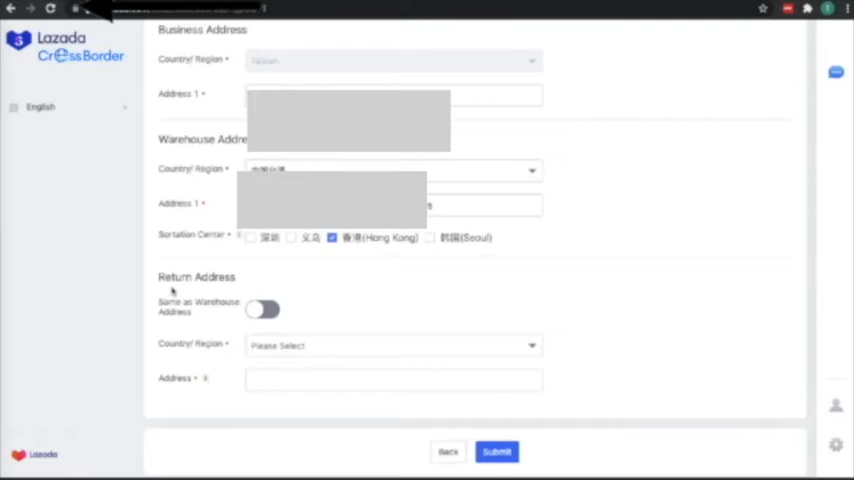 Lazada
CrossBorder
English
Business Address
Country/ Region *
Taiwan
Address 1 *
Warehouse Addre
Country/ Region *
Address 1 *
6
Sortation Center *
深圳
义乌
香港(Hong Kong)
韩国(Seoul)
Return Address
Same as Warehouse
Address
Country/ Region *
Please Select
Address *
Lazada
Back
Submit